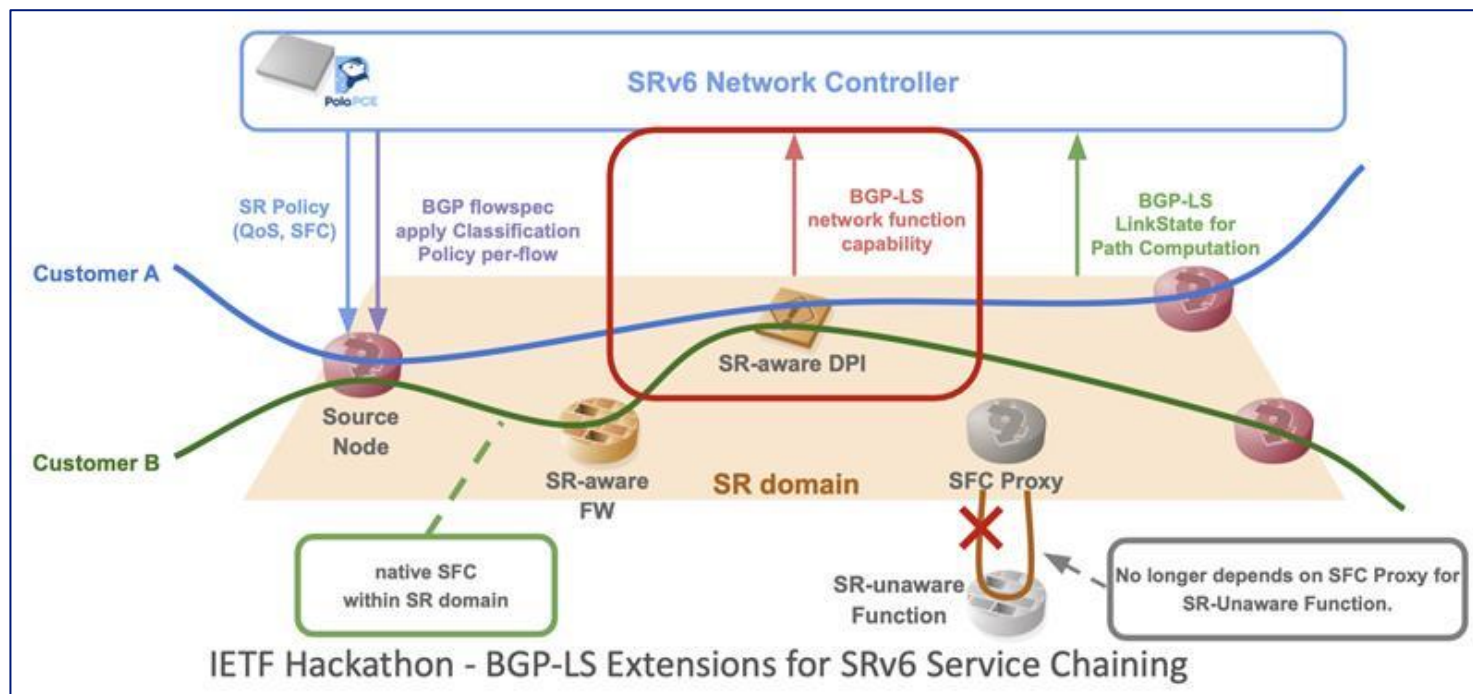 PolaPCE
SRv6 Network Controller
SR Policy
(QoS, SFC)
BGP flowspec
apply Classification
Policy per-flow
BGP-LS
network function
capability
BGP-LS
LinkState for
Path Computation
Customer A
SR-aware DPI
Source
Node
Customer B
SR-aware
FW
SR domain
SFC Proxy
native SFC
within SR domain
SR-unaware
Function
No longer depends on SFC Proxy for
SR-Unaware Function.
IETF Hackathon - BGP-LS Extensions for SRv6 Service Chaining